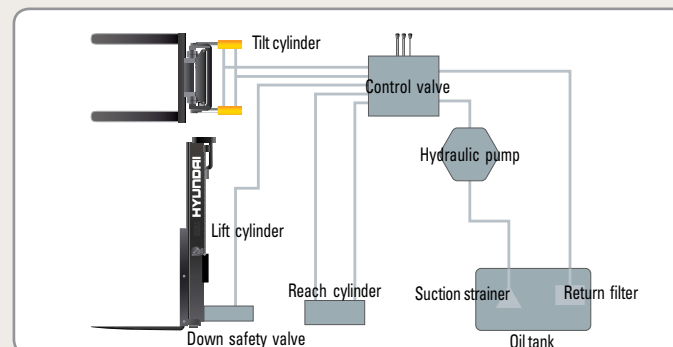 Tilt cylinder
Control valve
Hydraulic pump
HYUNDAI
Lift cylinder
Reach cylinder
Suction strainer
Return filter
Down safety valve
Oil tank